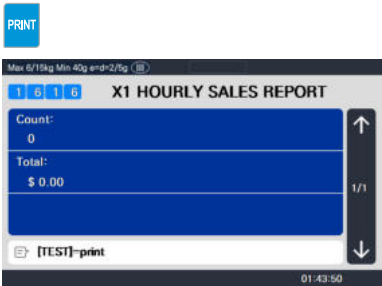 PRINT
Max 6/15kg Min 40g e=d=2/5g (III)
1 6 1 6 X1 HOURLY SALES REPORT
Count:
0
Total:
$ 0.00
1/1
[TEST]=print
01:43:50